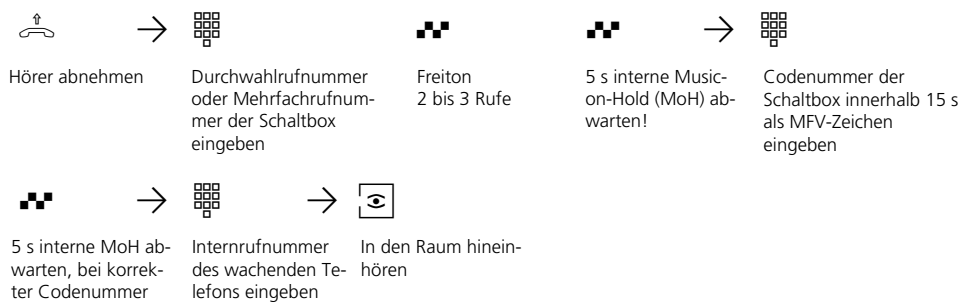 Hörer abnehmen
Durchwahlrufnummer
oder Mehrfachrufnum-
mer der Schaltbox
eingeben
Freiton
2 bis 3 Rufe
5 s interne Music-
on-Hold (MoH) ab-
warten!
Codenummer der
Schaltbox innerhalb 15 s
als MFV-Zeichen
eingeben
5 s interne MoH ab-
warten, bei korrek-
ter Codenummer
Internrufnummer
des wachenden Te-
lefons eingeben
In den Raum hinein-
hören